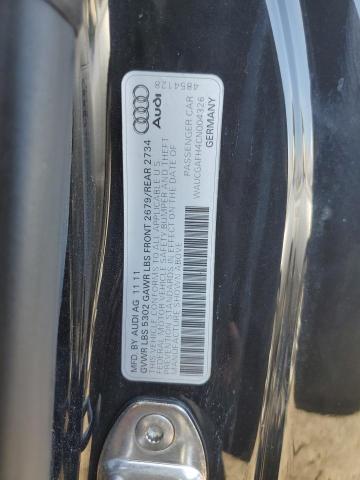 4854112B
Audi
MFD. BY AUDI AG 11 11
GVWR LBS 5302 GAWR LBS FRONT 2679/REAR 2734
THIS VEHICLE CONFORMS TO ALL APPLICABLE U.S.
FEDERAL MOTOR VEHICLE SAFETY BUMPER AND THEFT
PREVENTION STANDARDS IN EFFECT ON THE DATE OF
MANUFACTURE SHOWN ABOVE.
PASSENGER CAR
WAUCGAFH4CN004326
GERMANY